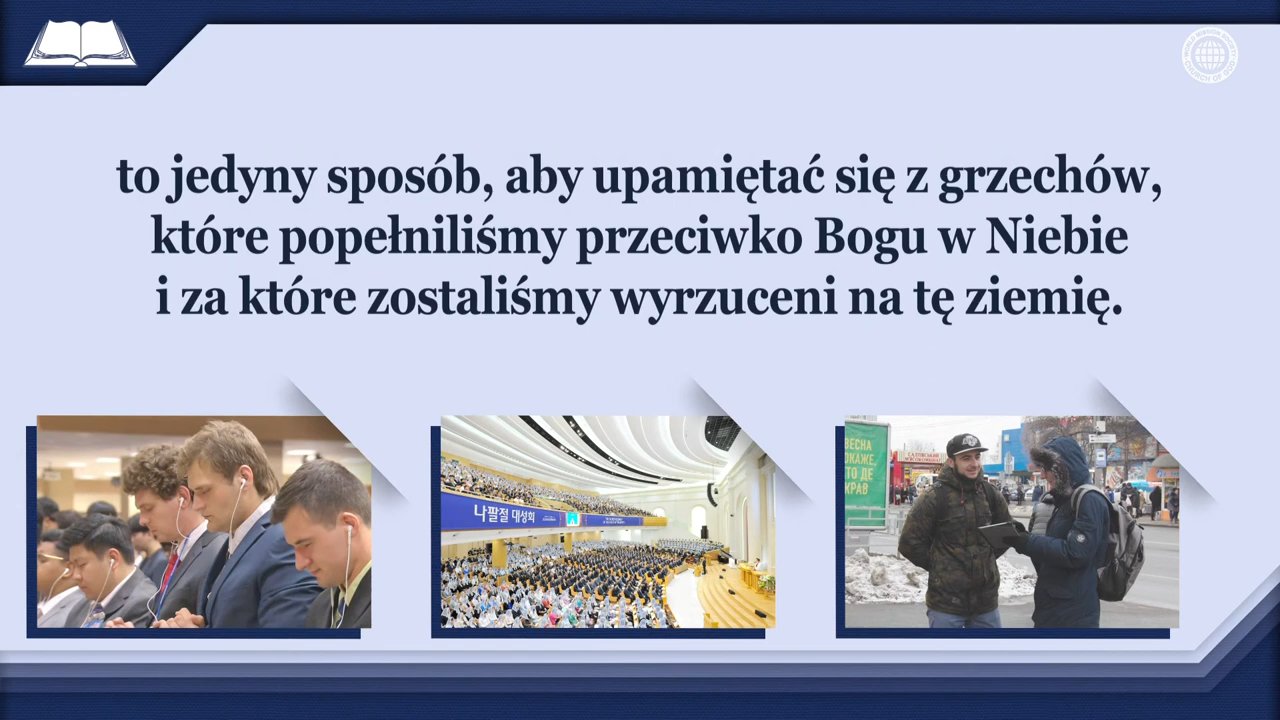 to jedyny sposób, aby upamiętać się z grzechów,
które popełniliśmy przeciwko Bogu w Niebie
i za które zostaliśmy wyrzuceni na tę ziemię.
나팔절 대성회
ВЕСНА